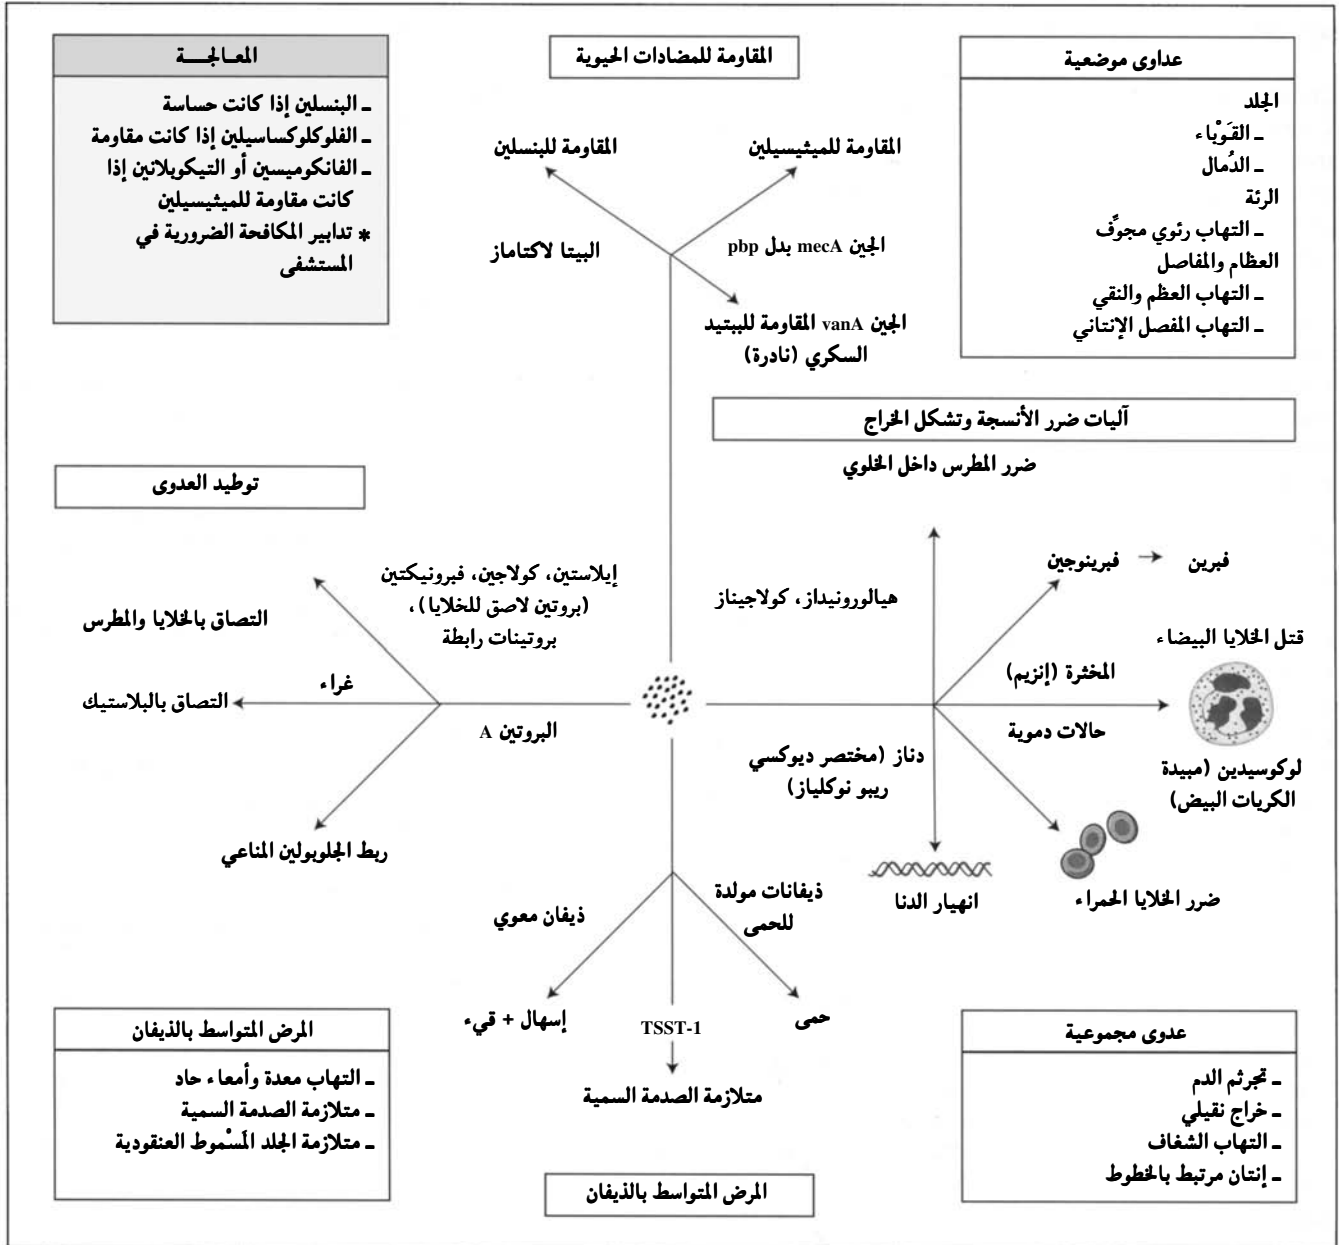 المعـالجــــة
ـ البنسلين إذا كانت حساسة
ـ الفلوكلوكساسيلين إذا كانت مقاومة
ـ الفانكوميسين أو التيكوبلانين إذا
كانت مقاومة للميثيسيلين
* تدابير المكافحة الضرورية في
المستشفى
المقاومة للمضادات الحيوية
المقاومة للميثيسيلين
المقاومة للبنسلين
الجين mecA بدل pbp
البيتا لاكتاماز
الجين vanA المقاومة للببتيد
السكري (نادرة)
عداوى موضعية
الجلد
ـ القَوْباء
ـ الدُمال
الرئة
ـ التهاب رئوي مجوِّف
العظام والمفاصل
ـ التهاب العظم والنقي
ـ التهاب المفصل الإنتاني
آليات ضرر الأنسجة وتشكل الخراج
ضرر المطرس داخل الخلوي
فبرينوجين
فبرين
هيالورونيداز، كولاجيناز
قتل الخلايا البيضاء
المخثرة (إنزيم)
حالات دموية
لوكوسيدين (مبيدة
الكريات البيض)
دناز (مختصر ديوكسي
ريبو نوكلياز)
انهيار الدنا
ضرر الخلايا الحمراء
توطيد العدوى
إيلاستين، كولاجين، فبرونيكتين
(بروتين لاصق للخلايا)،
بروتينات رابطة
التصاق بالخلايا والمطرس
غراء
التصاق بالبلاستيك
البروتين A
ربط الجلوبولين المناعي
ذيفانات مولدة
للحمى
ذيفان معوي
حمى
TSST-1
إسهال + قيء
متلازمة الصدمة السمية
المرض المتواسط بالذيفان
ـ التهاب معدة وأمعاء حاد
ـ متلازمة الصدمة السمية
ـ متلازمة الجلد المَسْموط العنقودية
المرض المتواسط بالذيفان
عدوى مجموعية
ـ تجرثم الدم
ـ خراج نقيلي
ـ التهاب الشغاف
ـ إنتان مرتبط بالخطوط